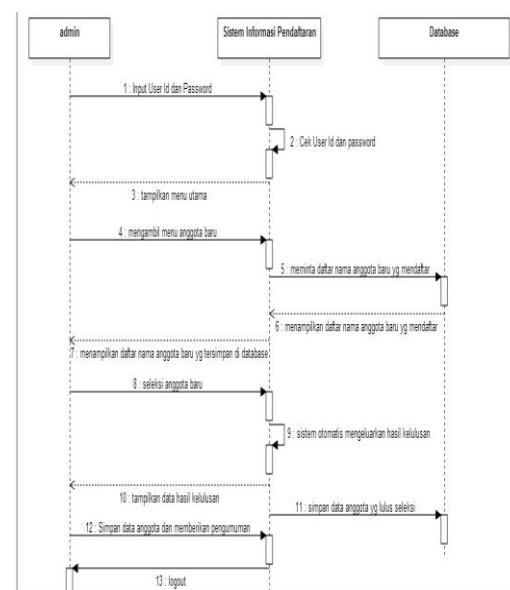 admin
Sistem Informasi Pendaftaran
Database
1 : Input User Id dan Password
2 : Cek User Id dan password
3 : tampilkan menu utama
4 : mengambil menu anggota baru
5 : meminta daftar nama anggota baru yg mendaftar
6 : menampilkan daftar nama anggota baru yg mendaftar
7 : menampilkan daftar nama anggota baru yg tersimpan di database
8 : seleksi anggota baru
9 : sistem otomatis mengeluarkan hasil kelulusan
10 : tampilkan data hasil kelulusan
11 : simpan data anggota yg lulus seleksi
12 : Simpan data anggota dan memberikan pengumuman
13 : logout